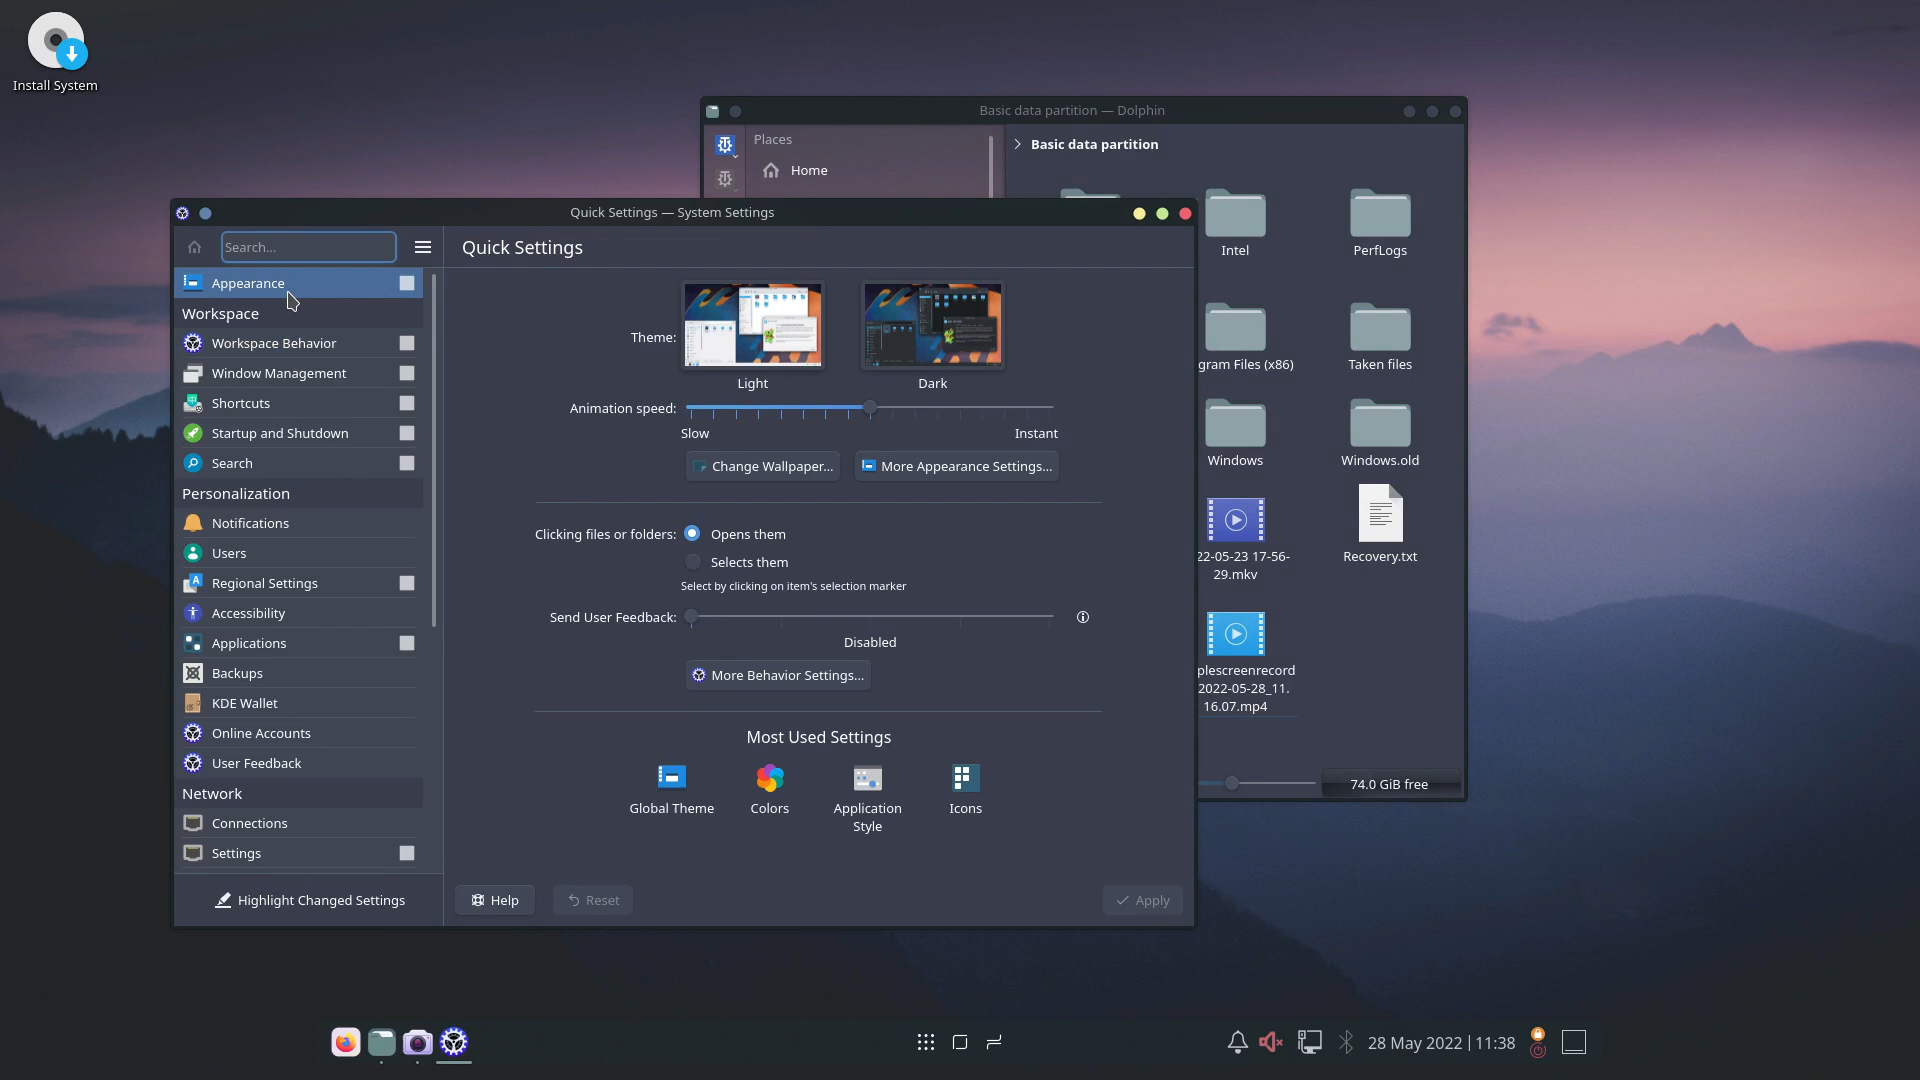 Install System
Basic data partition — Dolphin
Places
Home
Basic data partition
Intel
PerfLogs
gram Files (x86)
Taken files
Windows
Windows.old
22-05-23 17-56-
29.mkv
Recovery.txt
plescreenrecord
2022-05-28_11.
16.07.mp4
74.0 GiB free
Quick Settings — System Settings
Search...
Quick Settings
Appearance
Workspace
Workspace Behavior
Window Management
Shortcuts
Startup and Shutdown
Search
Personalization
Notifications
Users
Regional Settings
Accessibility
Applications
Backups
KDE Wallet
Online Accounts
User Feedback
Network
Connections
Settings
Highlight Changed Settings
Theme:
Light
Dark
Animation speed:
Slow
Instant
Change Wallpaper...
More Appearance Settings...
Clicking files or folders:
Opens them
Selects them
Select by clicking on item's selection marker
Send User Feedback:
Disabled
More Behavior Settings...
Most Used Settings
Global Theme
Colors
Application
Style
Icons
Help
Reset
Apply
28 May 2022 | 11:38